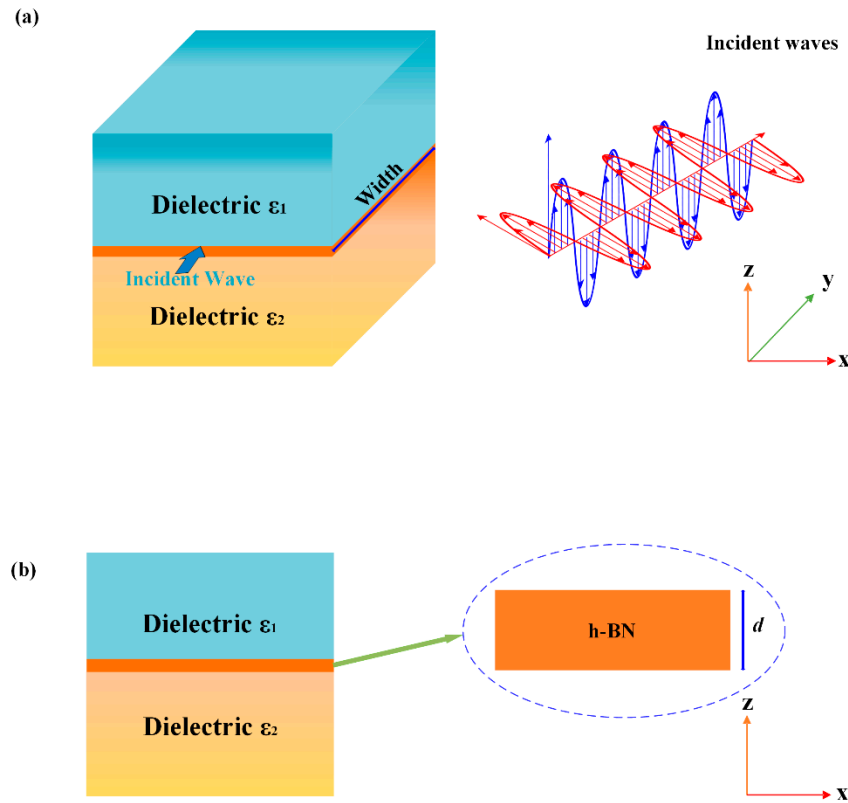 (a)
Incident waves
Width
Dielectric ε1
Incident Wave
Dielectric ε2
z
y
x
(b)
Dielectric ε1
h-BN
d
Dielectric ε2
z
x